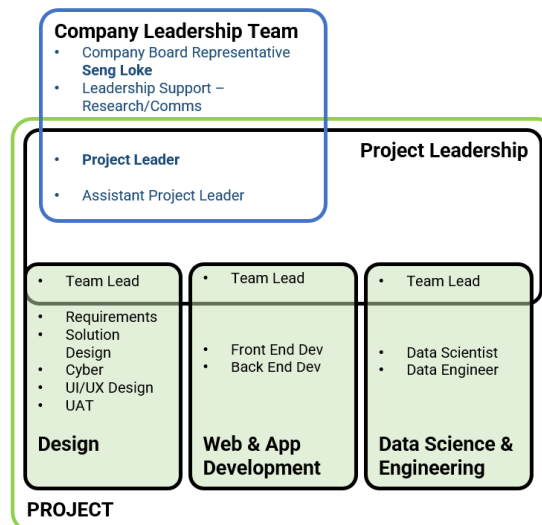 Company Leadership Team
• Company Board Representative
Seng Loke
• Leadership Support –
Research/Comms
• Project Leader
• Assistant Project Leader
Project Leadership
• Team Lead
• Requirements
• Solution
Design
• Cyber
• UI/UX Design
• UAT
Design
• Team Lead
• Front End Dev
• Back End Dev
Web & App
Development
• Team Lead
• Data Scientist
• Data Engineer
Data Science &
Engineering
PROJECT